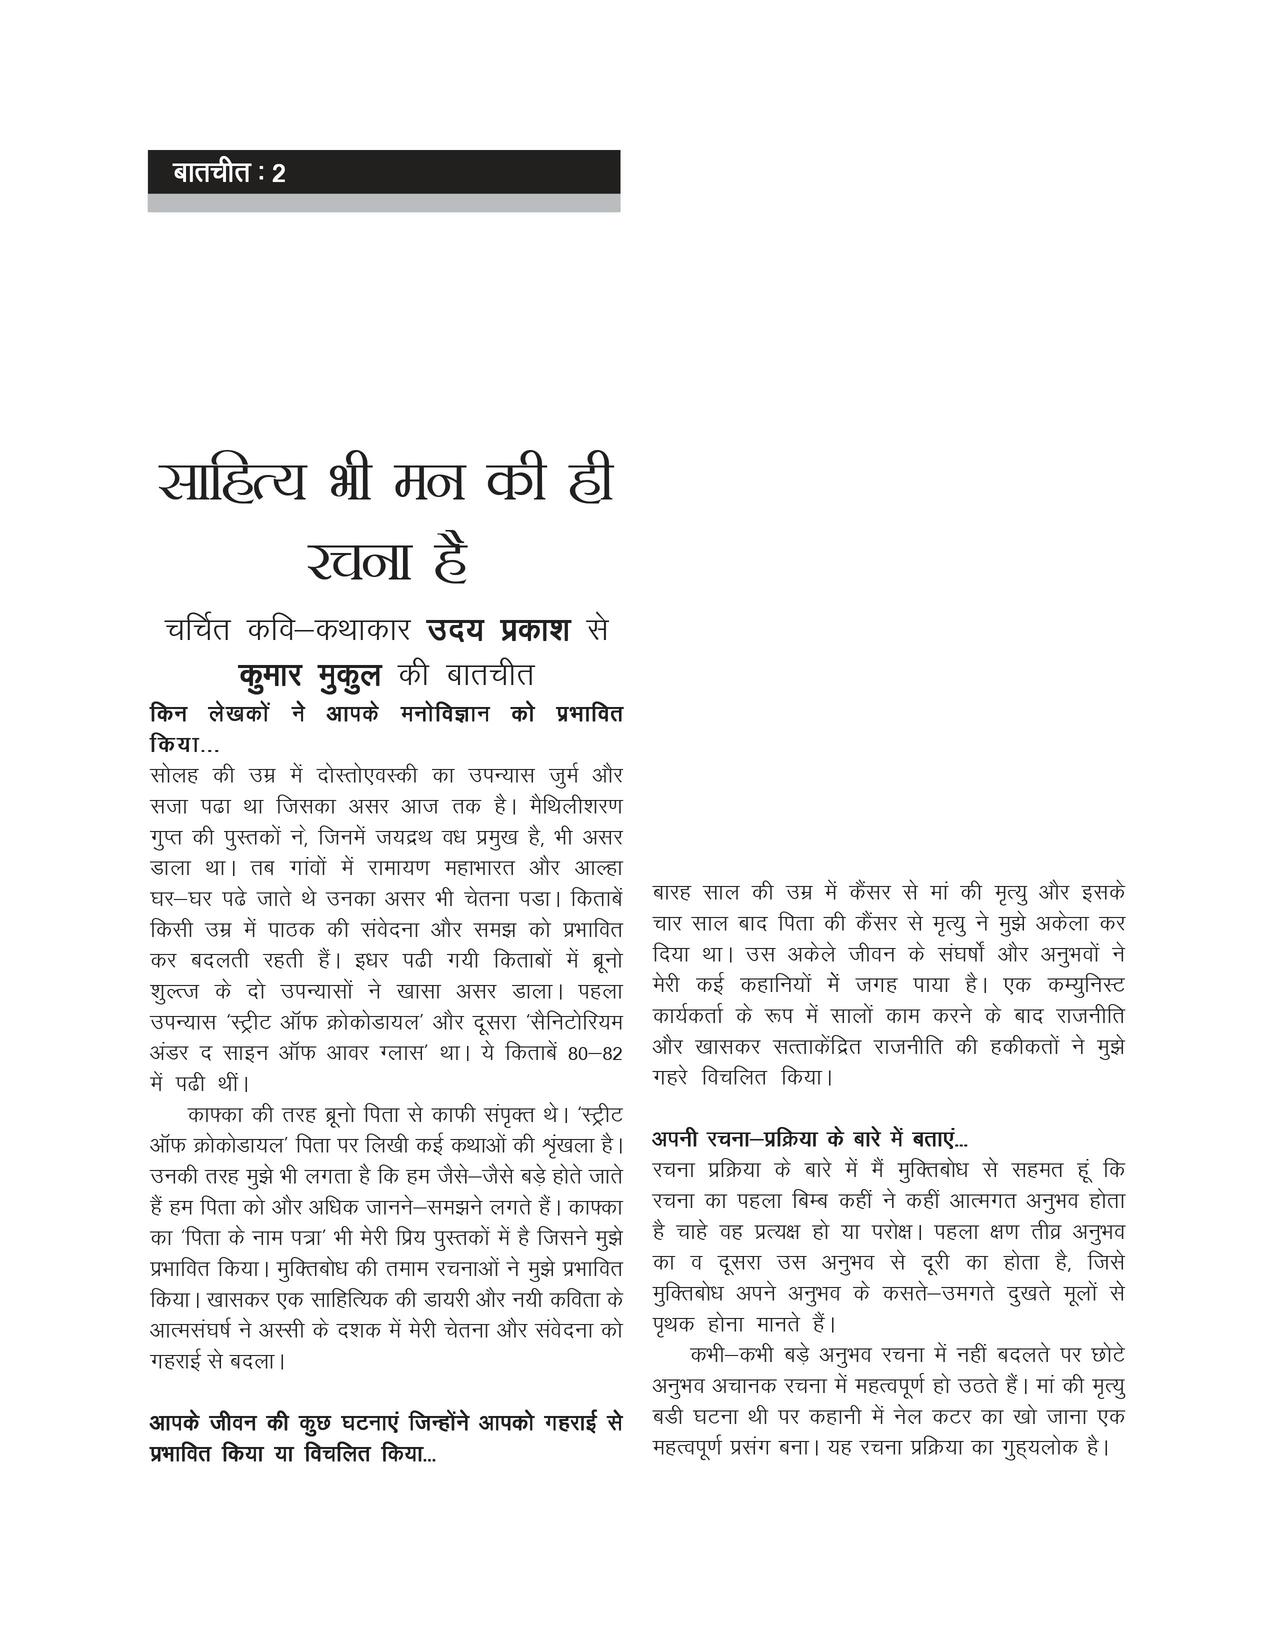 बातचीत : 2
साहित्य भी मन की ही
रचना है
चर्चित कवि–कथाकार उदय प्रकाश से
कुमार मुकुल की बातचीत
किन लेखकों ने आपके मनोविज्ञान को प्रभावित
किया...
सोलह की उम्र में दोस्तोएवस्की का उपन्यास जुर्म और
सजा पढा था जिसका असर आज तक है। मैथिलीशरण
गुप्त की पुस्तकों ने, जिनमें जयद्रथ वध प्रमुख है, भी असर
डाला था। तब गांवों में रामायण महाभारत और आल्हा
घर–घर पढे जाते थे उनका असर भी चेतना पडा। किताबें
किसी उम्र में पाठक की संवेदना और समझ को प्रभावित
कर बदलती रहती हैं। इधर पढी गयी किताबों में ब्रूनो
शुल्त्ज के दो उपन्यासों ने खासा असर डाला। पहला
उपन्यास ‘स्ट्रीट ऑफ क्रोकोडायल’ और दूसरा ‘सैनिटोरियम
अंडर द साइन ऑफ आवर ग्लास’ था। ये किताबें 80–82
में पढी थीं।
काफ्का की तरह ब्रूनो पिता से काफी संपृक्त थे। ‘स्ट्रीट
ऑफ क्रोकोडायल’ पिता पर लिखी कई कथाओं की शृंखला है।
उनकी तरह मुझे भी लगता है कि हम जैसे–जैसे बड़े होते जाते
हैं हम पिता को और अधिक जानने–समझने लगते हैं। काफ्का
का ‘पिता के नाम पत्रा’ भी मेरी प्रिय पुस्तकों में है जिसने मुझे
प्रभावित किया। मुक्तिबोध की तमाम रचनाओं ने मुझे प्रभावित
किया। खासकर एक साहित्यिक की डायरी और नयी कविता के
आत्मसंघर्ष ने अस्सी के दशक में मेरी चेतना और संवेदना को
गहराई से बदला।
आपके जीवन की कुछ घटनाएं जिन्होंने आपको गहराई से
प्रभावित किया या विचलित किया...
बारह साल की उम्र में कैंसर से मां की मृत्यु और इसके
चार साल बाद पिता की कैंसर से मृत्यु ने मुझे अकेला कर
दिया था। उस अकेले जीवन के संघर्षों और अनुभवों ने
मेरी कई कहानियों में जगह पाया है। एक कम्युनिस्ट
कार्यकर्ता के रूप में सालों काम करने के बाद राजनीति
और खासकर सत्ताकेंद्रित राजनीति की हकीकतों ने मुझे
गहरे विचलित किया।
अपनी रचना–प्रक्रिया के बारे में बताएं...
रचना प्रक्रिया के बारे में मैं मुक्तिबोध से सहमत हूं कि
रचना का पहला बिम्ब कहीं ने कहीं आत्मगत अनुभव होता
है चाहे वह प्रत्यक्ष हो या परोक्ष। पहला क्षण तीव्र अनुभव
का व दूसरा उस अनुभव से दूरी का होता है, जिसे
मुक्तिबोध अपने अनुभव के कसते–उमगते दुखते मूलों से
पृथक होना मानते हैं।
कभी–कभी बड़े अनुभव रचना में नहीं बदलते पर छोटे
अनुभव अचानक रचना में महत्वपूर्ण हो उठते हैं। मां की मृत्यु
बडी घटना थी पर कहानी में नेल कटर का खो जाना एक
महत्वपूर्ण प्रसंग बना। यह रचना प्रक्रिया का गुह्यलोक है।